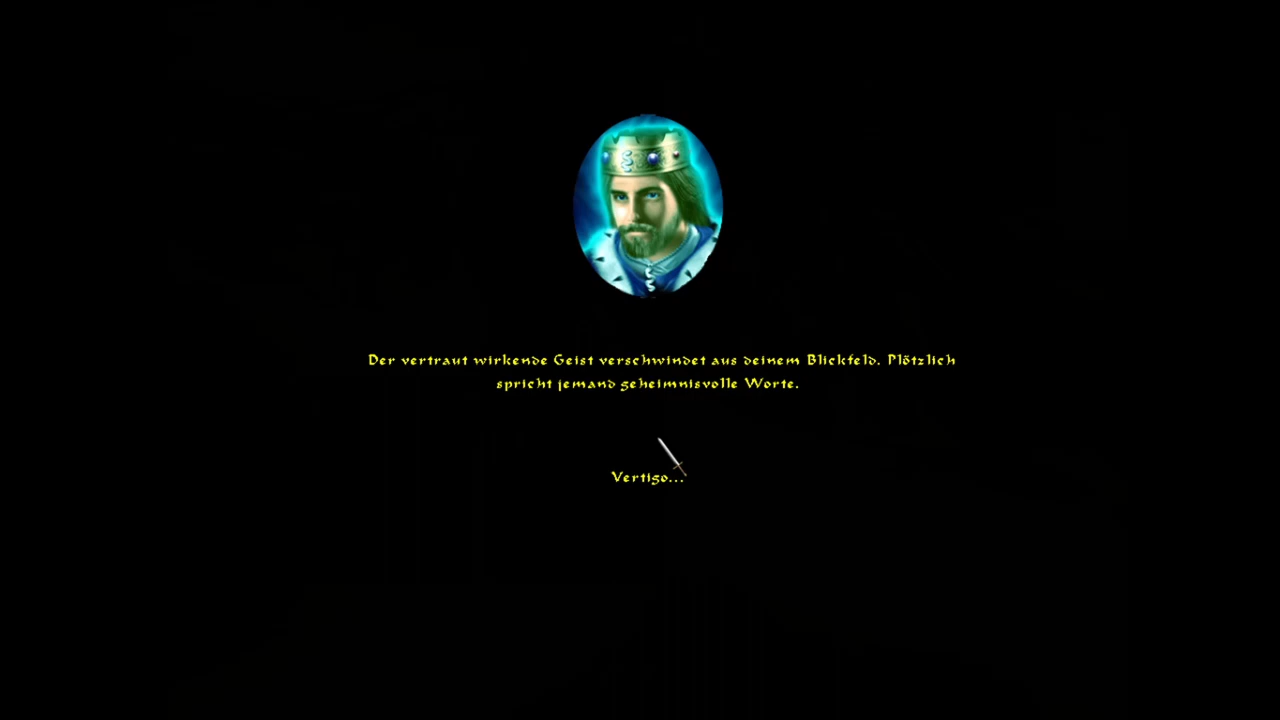 Der vertraut wirkende Geist verschwindet aus deinem Blickfeld. Plötzlich
spricht jemand geheimnisvolle Worte.
Vertigo...